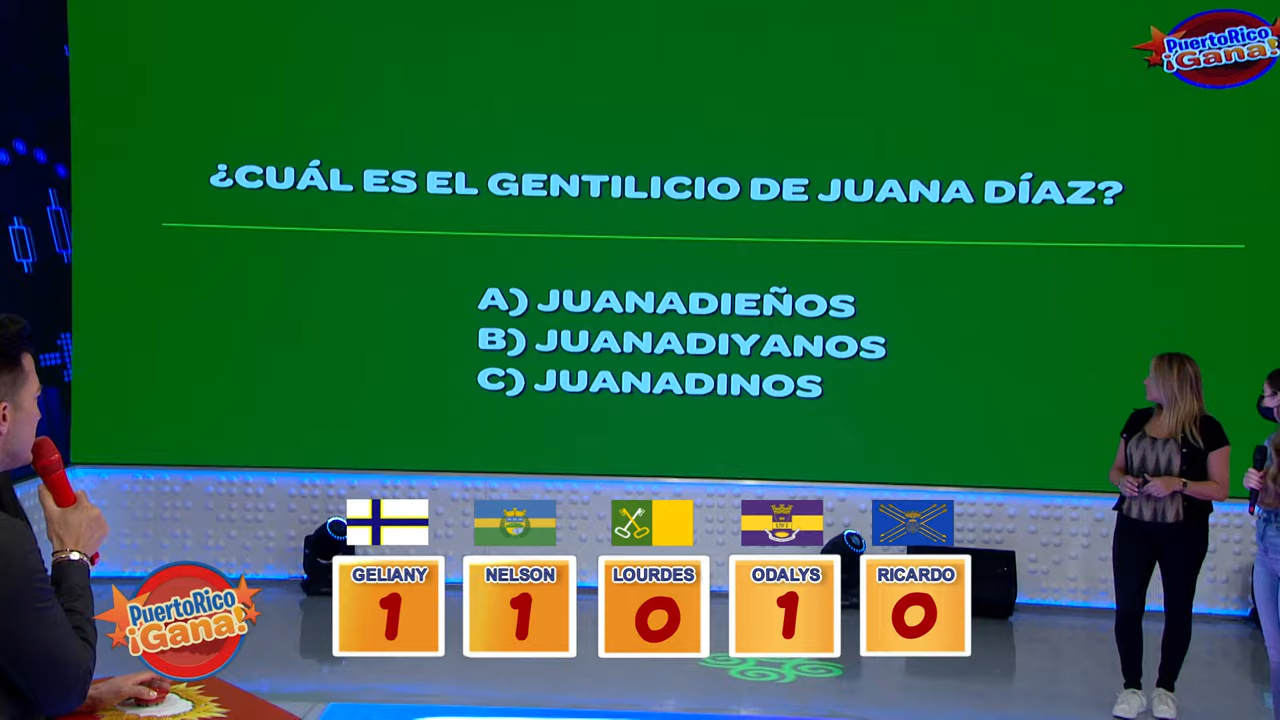 PuertoRico
¡Gana!
¿CUÁL ES EL GENTILICIO DE JUANA DÍAZ?
A) JUANADIEÑOS
B) JUANADIYANOS
C) JUANADINOS
GELIANY
NELSON
LOURDES
ODALYS
RICARDO
1
1
0
1
0
PuertoRico
¡Gana!